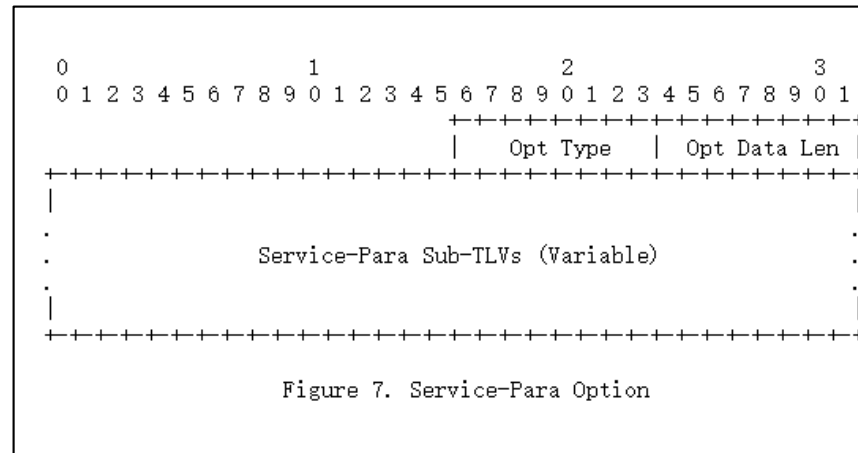 0                   1                   2                   3
0 1 2 3 4 5 6 7 8 9 0 1 2 3 4 5 6 7 8 9 0 1 2 3 4 5 6 7 8 9 0 1
+-+-+-+-+-+-+-+-+-+-+-+-+-+-+-+-+
| Opt Type | Opt Data Len |
+-+-+-+-+-+-+-+-+-+-+-+-+-+-+-+-+-+-+-+-+-+-+-+-+-+-+-+-+-+-+-+-+
| |
. .
. Service-Para Sub-TLVs (Variable) .
. .
| |
+-+-+-+-+-+-+-+-+-+-+-+-+-+-+-+-+-+-+-+-+-+-+-+-+-+-+-+-+-+-+-+-+
Figure 7. Service-Para Option